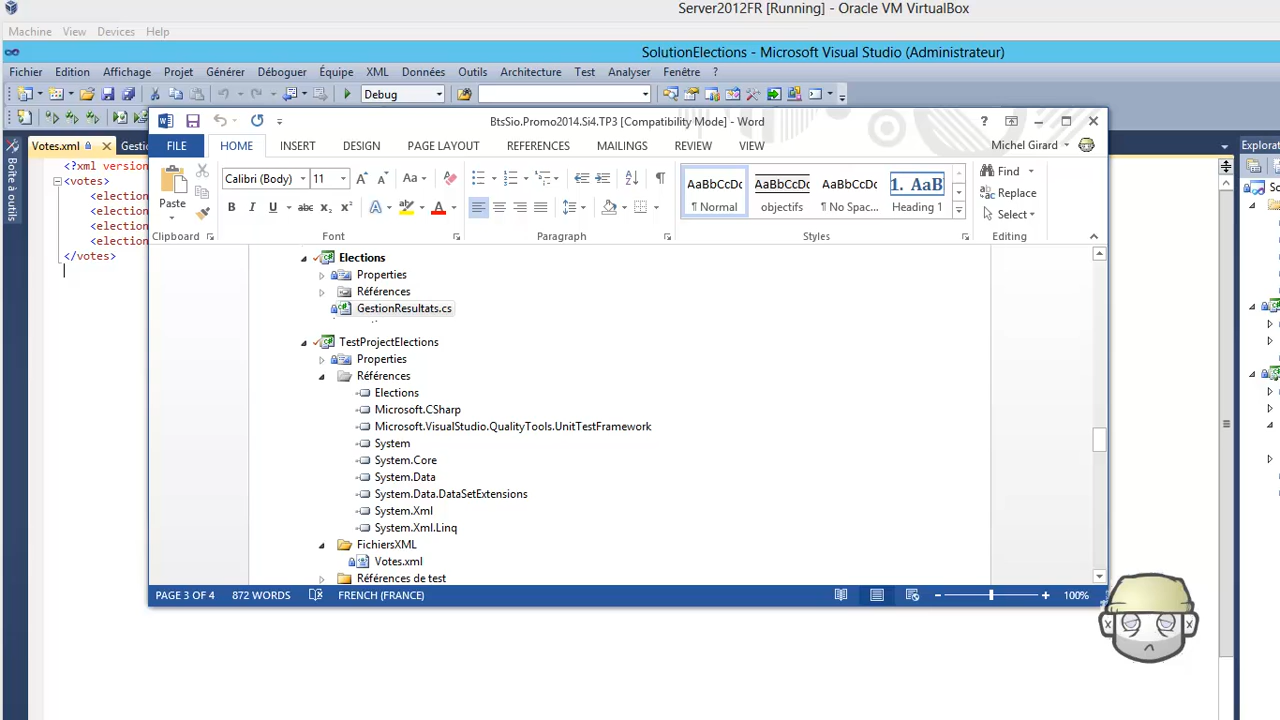 Server2012FR [Running] - Oracle VM VirtualBox
Machine View Devices Help
SolutionElections - Microsoft Visual Studio (Administrateur)
Fichier Edition Affichage Projet Générer Déboguer Équipe XML Données Outils Architecture Test Analyser Fenêtre ?
Debug
BtsSio.Promo2014.Si4.TP3 [Compatibility Mode] - Word
Votes.xml
Gestio
Explorat
FILE HOME INSERT DESIGN PAGE LAYOUT REFERENCES MAILINGS REVIEW VIEW Michel Girard
Boîte à outils
<?xml version
<votes>
<election
<election
<election
<election
</votes>
Paste
Calibri (Body) 11
AaBbCcDc AaBbCcDc AaBbCcDc 1. AaB
¶ Normal objectifs ¶ No Spac... Heading 1
Find
Replace
Select
Clipboard Font Paragraph Styles Editing
Elections
Properties
Références
GestionResultats.cs
TestProjectElections
Properties
Références
Elections
Microsoft.CSharp
Microsoft.VisualStudio.QualityTools.UnitTestFramework
System
System.Core
System.Data
System.Data.DataSetExtensions
System.Xml
System.Xml.Linq
FichiersXML
Votes.xml
Références de test
PAGE 3 OF 4 872 WORDS FRENCH (FRANCE) 100%